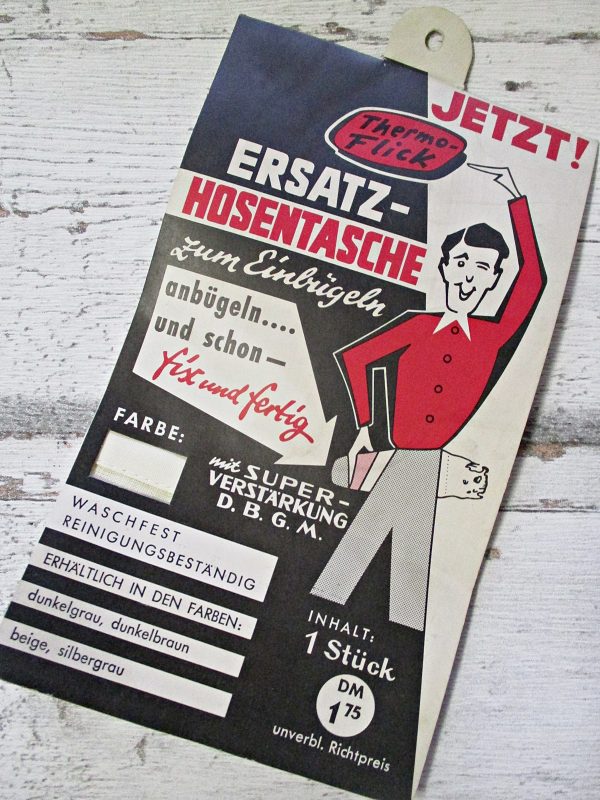 JETZT!
Thermo-
Flick
ERSATZ-
HOSENTASCHE
zum Einbügeln
anbügeln....
und schon—
fix und fertig
FARBE:
mit SUPER-
VERSTÄRKUNG
D. B. G. M.
WASCHFEST
REINIGUNGSBESTÄNDIG
ERHÄLTLICH IN DEN FARBEN:
dunkelgrau, dunkelbraun
beige, silbergrau
INHALT:
1 Stück
DM
1 75
unverbl. Richtpreis